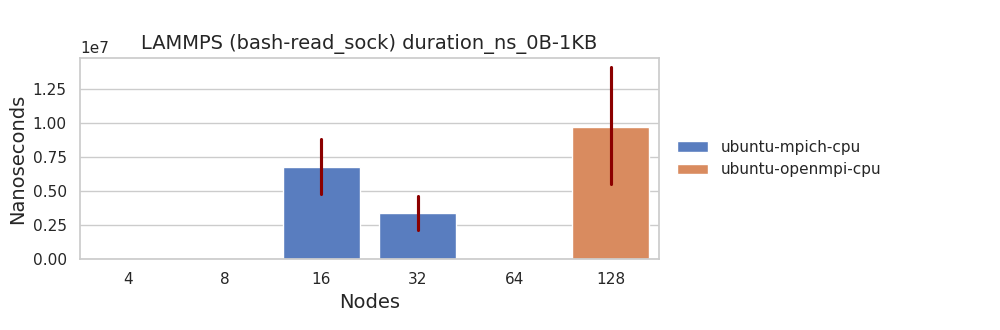 LAMMPS (bash-read_sock) duration_ns_0B-1KB
1e7
Nanoseconds
1.25
1.00
0.75
0.50
0.25
0.00
4 8 16 32 64 128
Nodes
ubuntu-mpich-cpu
ubuntu-openmpi-cpu